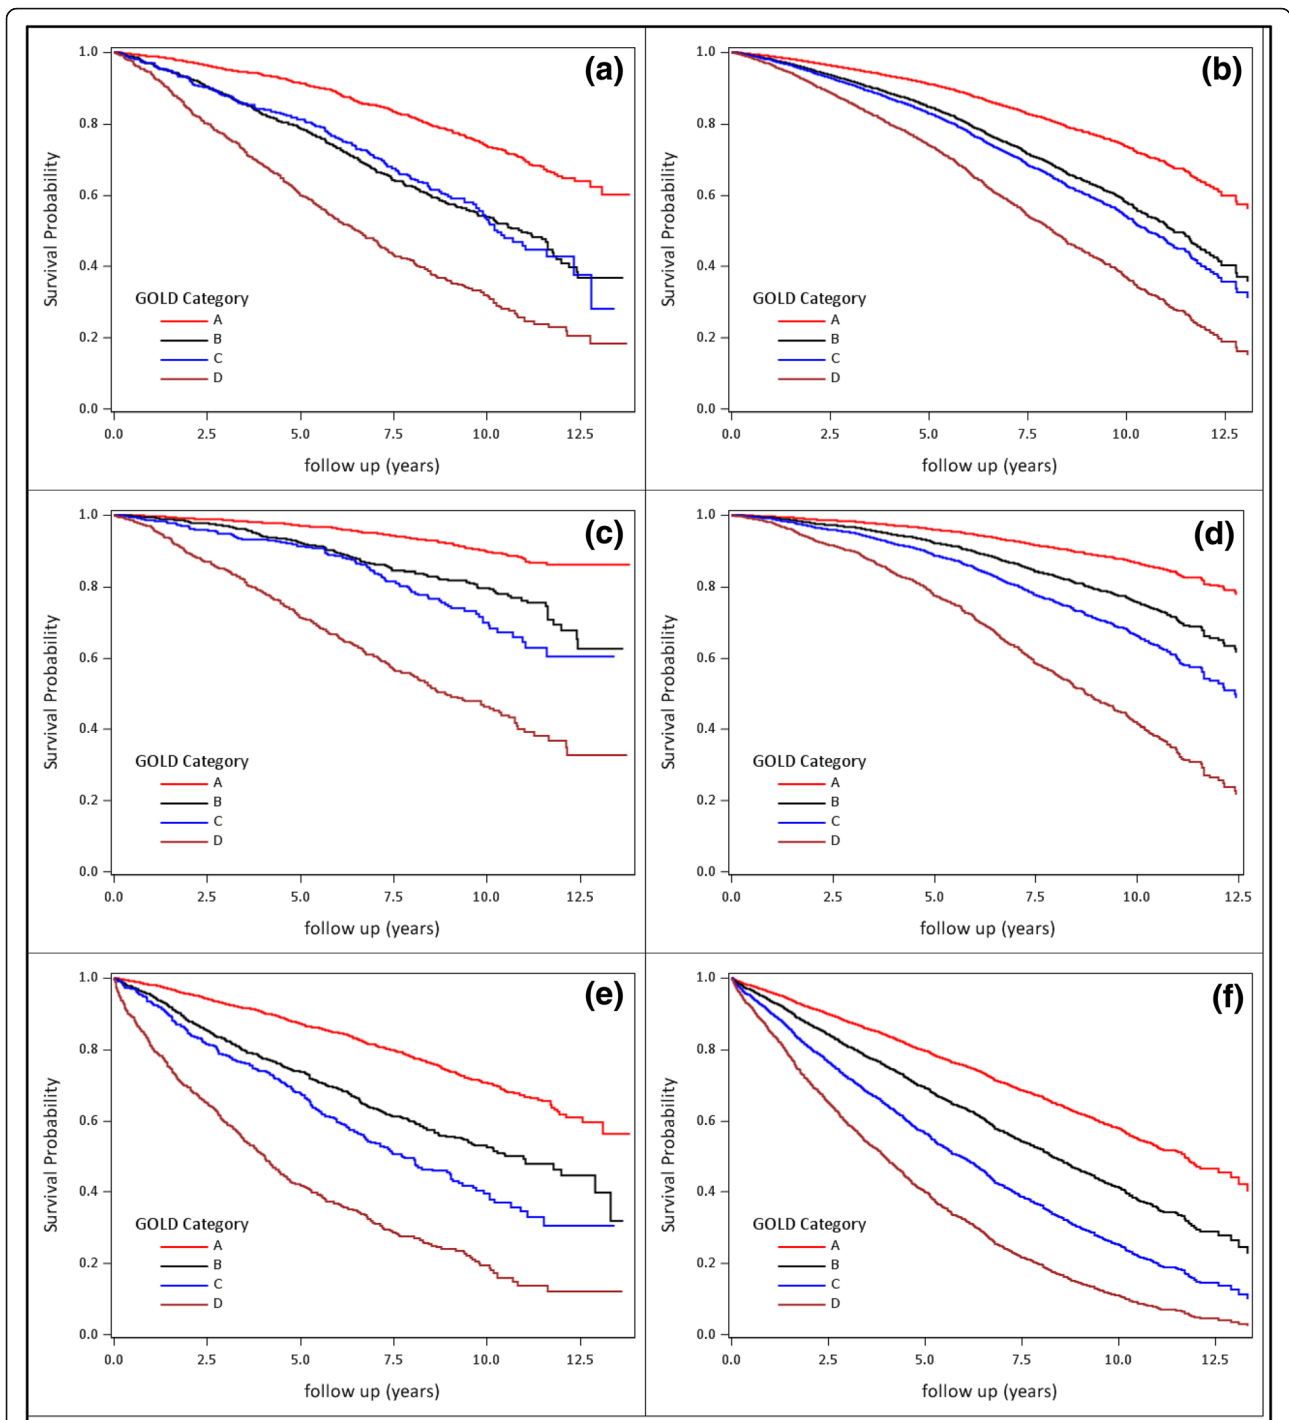 (a)
1.0
0.8
0.6
0.4
0.2
0.0
Survival Probability
GOLD Category
A
B
C
D
0.0 2.5 5.0 7.5 10.0 12.5
follow up (years)
(b)
1.0
0.8
0.6
0.4
0.2
0.0
Survival Probability
GOLD Category
A
B
C
D
0.0 2.5 5.0 7.5 10.0 12.5
follow up (years)
(c)
1.0
0.8
0.6
0.4
0.2
0.0
Survival Probability
GOLD Category
A
B
C
D
0.0 2.5 5.0 7.5 10.0 12.5
follow up (years)
(d)
1.0
0.8
0.6
0.4
0.2
0.0
Survival Probability
GOLD Category
A
B
C
D
0.0 2.5 5.0 7.5 10.0 12.5
follow up (years)
(e)
1.0
0.8
0.6
0.4
0.2
0.0
Survival Probability
GOLD Category
A
B
C
D
0.0 2.5 5.0 7.5 10.0 12.5
follow up (years)
(f)
1.0
0.8
0.6
0.4
0.2
0.0
Survival Probability
GOLD Category
A
B
C
D
0.0 2.5 5.0 7.5 10.0 12.5
follow up (years)